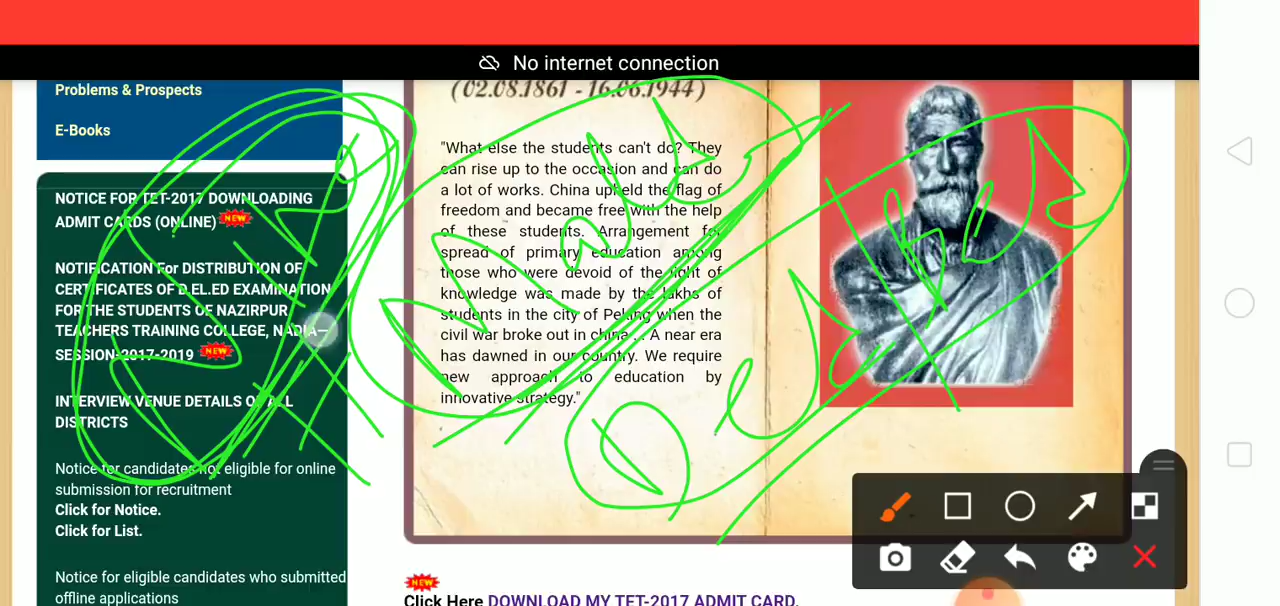 No internet connection
Problems & Prospects
E-Books
NOTICE FOR TET-2017 DOWNLOADING
ADMIT CARDS (ONLINE) NEW
NOTIFICATION For DISTRIBUTION OF
CERTIFICATES OF D.EL.ED EXAMINATION
FOR THE STUDENTS OF NAZIRPUR
TEACHERS TRAINING COLLEGE, NADIA—
SESSION-2017-2019 NEW
INTERVIEW VENUE DETAILS OF ALL
DISTRICTS
Notice for candidates not eligible for online
submission for recruitment
Click for Notice.
Click for List.
Notice for eligible candidates who submitted
offline applications
(02.08.1861 - 16.06.1944)
"What else the students can't do? They
can rise up to the occasion and can do
a lot of works. China upheld the flag of
freedom and became free with the help
of these students. Arrangement for
spread of primary education among
those who were devoid of the light of
knowledge was made by the lakhs of
students in the city of Peking when the
civil war broke out in china... A near era
has dawned in our country. We require
new approach to education by
innovative strategy."
NEW
Click Here DOWNLOAD MY TET-2017 ADMIT CARD.